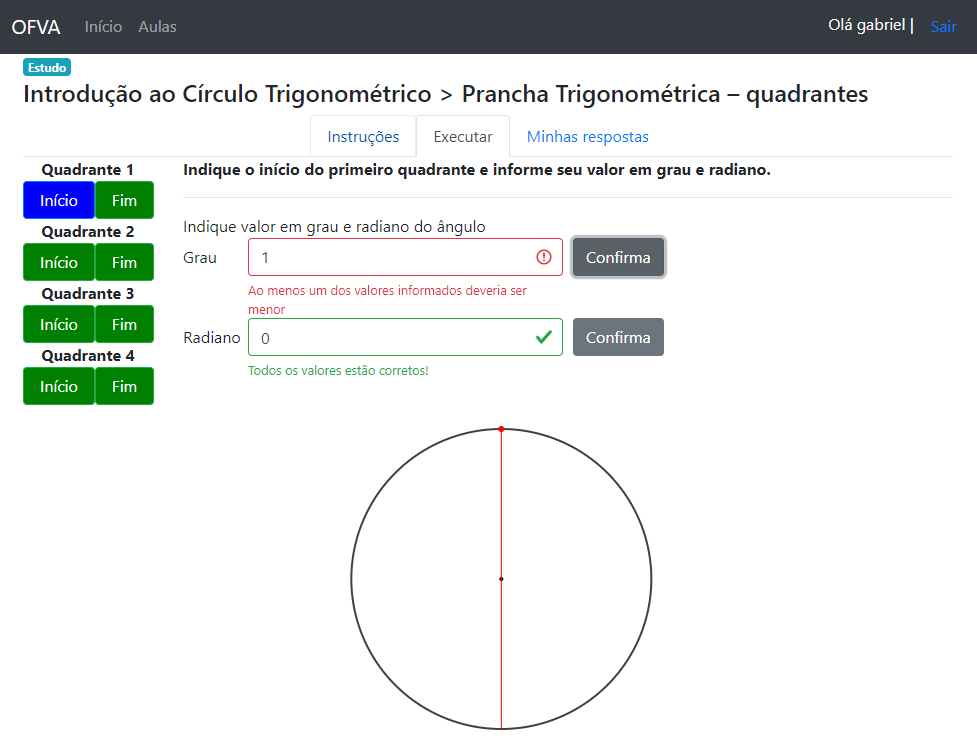 OFVA Início Aulas Olá gabriel | Sair
Estudo
Introdução ao Círculo Trigonométrico > Prancha Trigonométrica – quadrantes
Instruções Executar Minhas respostas
Quadrante 1
Início Fim
Quadrante 2
Início Fim
Quadrante 3
Início Fim
Quadrante 4
Início Fim
Indique o início do primeiro quadrante e informe seu valor em grau e radiano.
Indique valor em grau e radiano do ângulo
Grau 1 Confirma
Ao menos um dos valores informados deveria ser
menor
Radiano 0 Confirma
Todos os valores estão corretos!